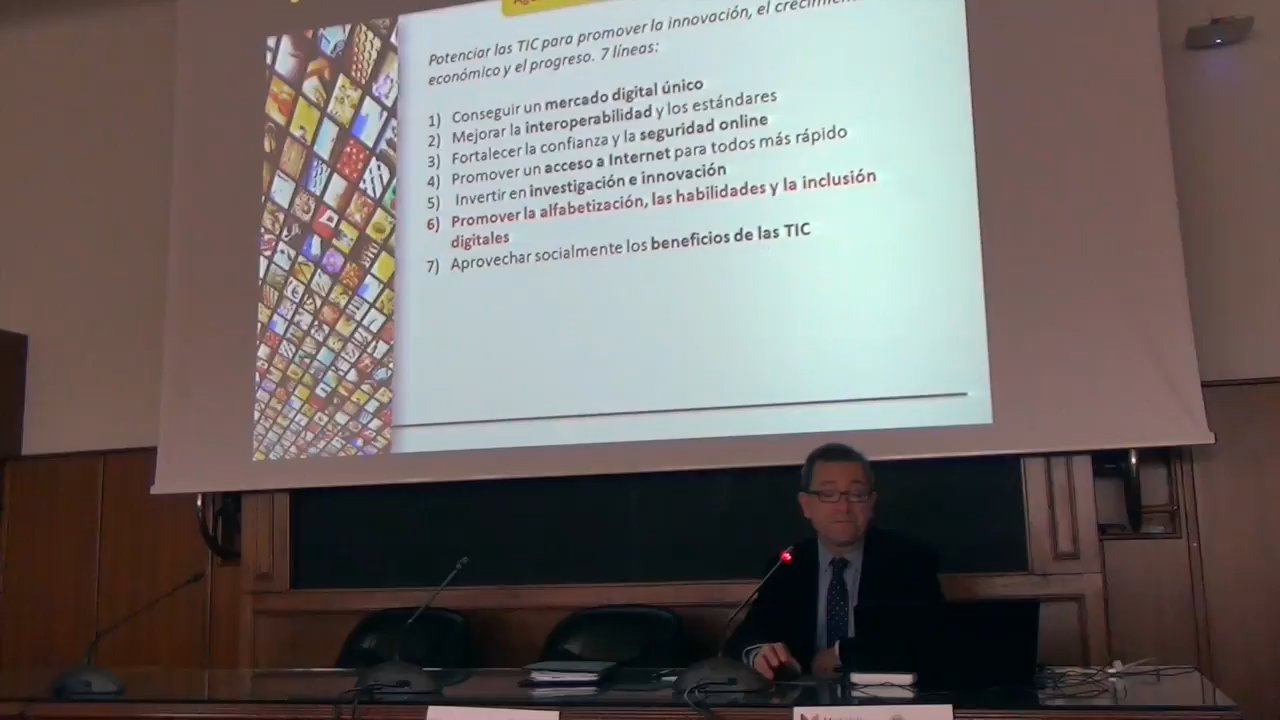 Potenciar las TIC para promover la innovación, el
económico y el progreso. 7 líneas:
1) Conseguir un mercado digital único
2) Mejorar la interoperabilidad y los estándares
3) Fortalecer la confianza y la seguridad online
4) Promover un acceso a Internet para todos más rápido
5) Invertir en investigación e innovación
6) Promover la alfabetización, las habilidades y la inclusión
digitales
7) Aprovechar socialmente los beneficios de las TIC